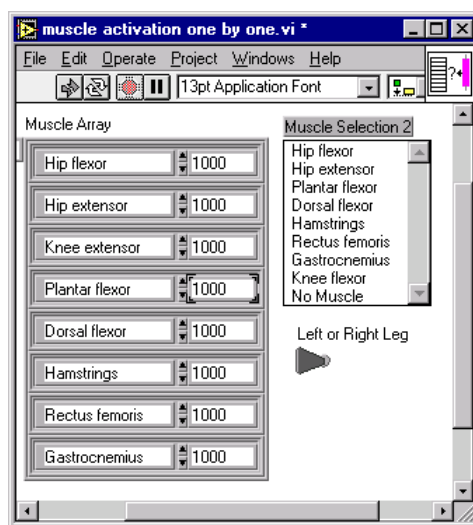 muscle activation one by one.vi *
File Edit Operate Project Windows Help
13pt Application Font
?
Muscle Array
Hip flexor 1000
Hip extensor 1000
Knee extensor 1000
Plantar flexor 1000
Dorsal flexor 1000
Hamstrings 1000
Rectus femoris 1000
Gastrocnemius 1000
Muscle Selection 2
Hip flexor
Hip extensor
Plantar flexor
Dorsal flexor
Hamstrings
Rectus femoris
Gastrocnemius
Knee flexor
No Muscle
Left or Right Leg